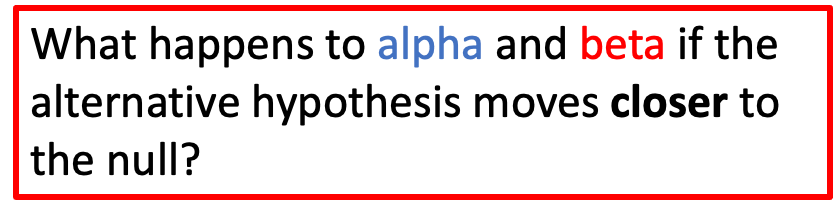 What happens to alpha and beta if the
alternative hypothesis moves closer to
the null?